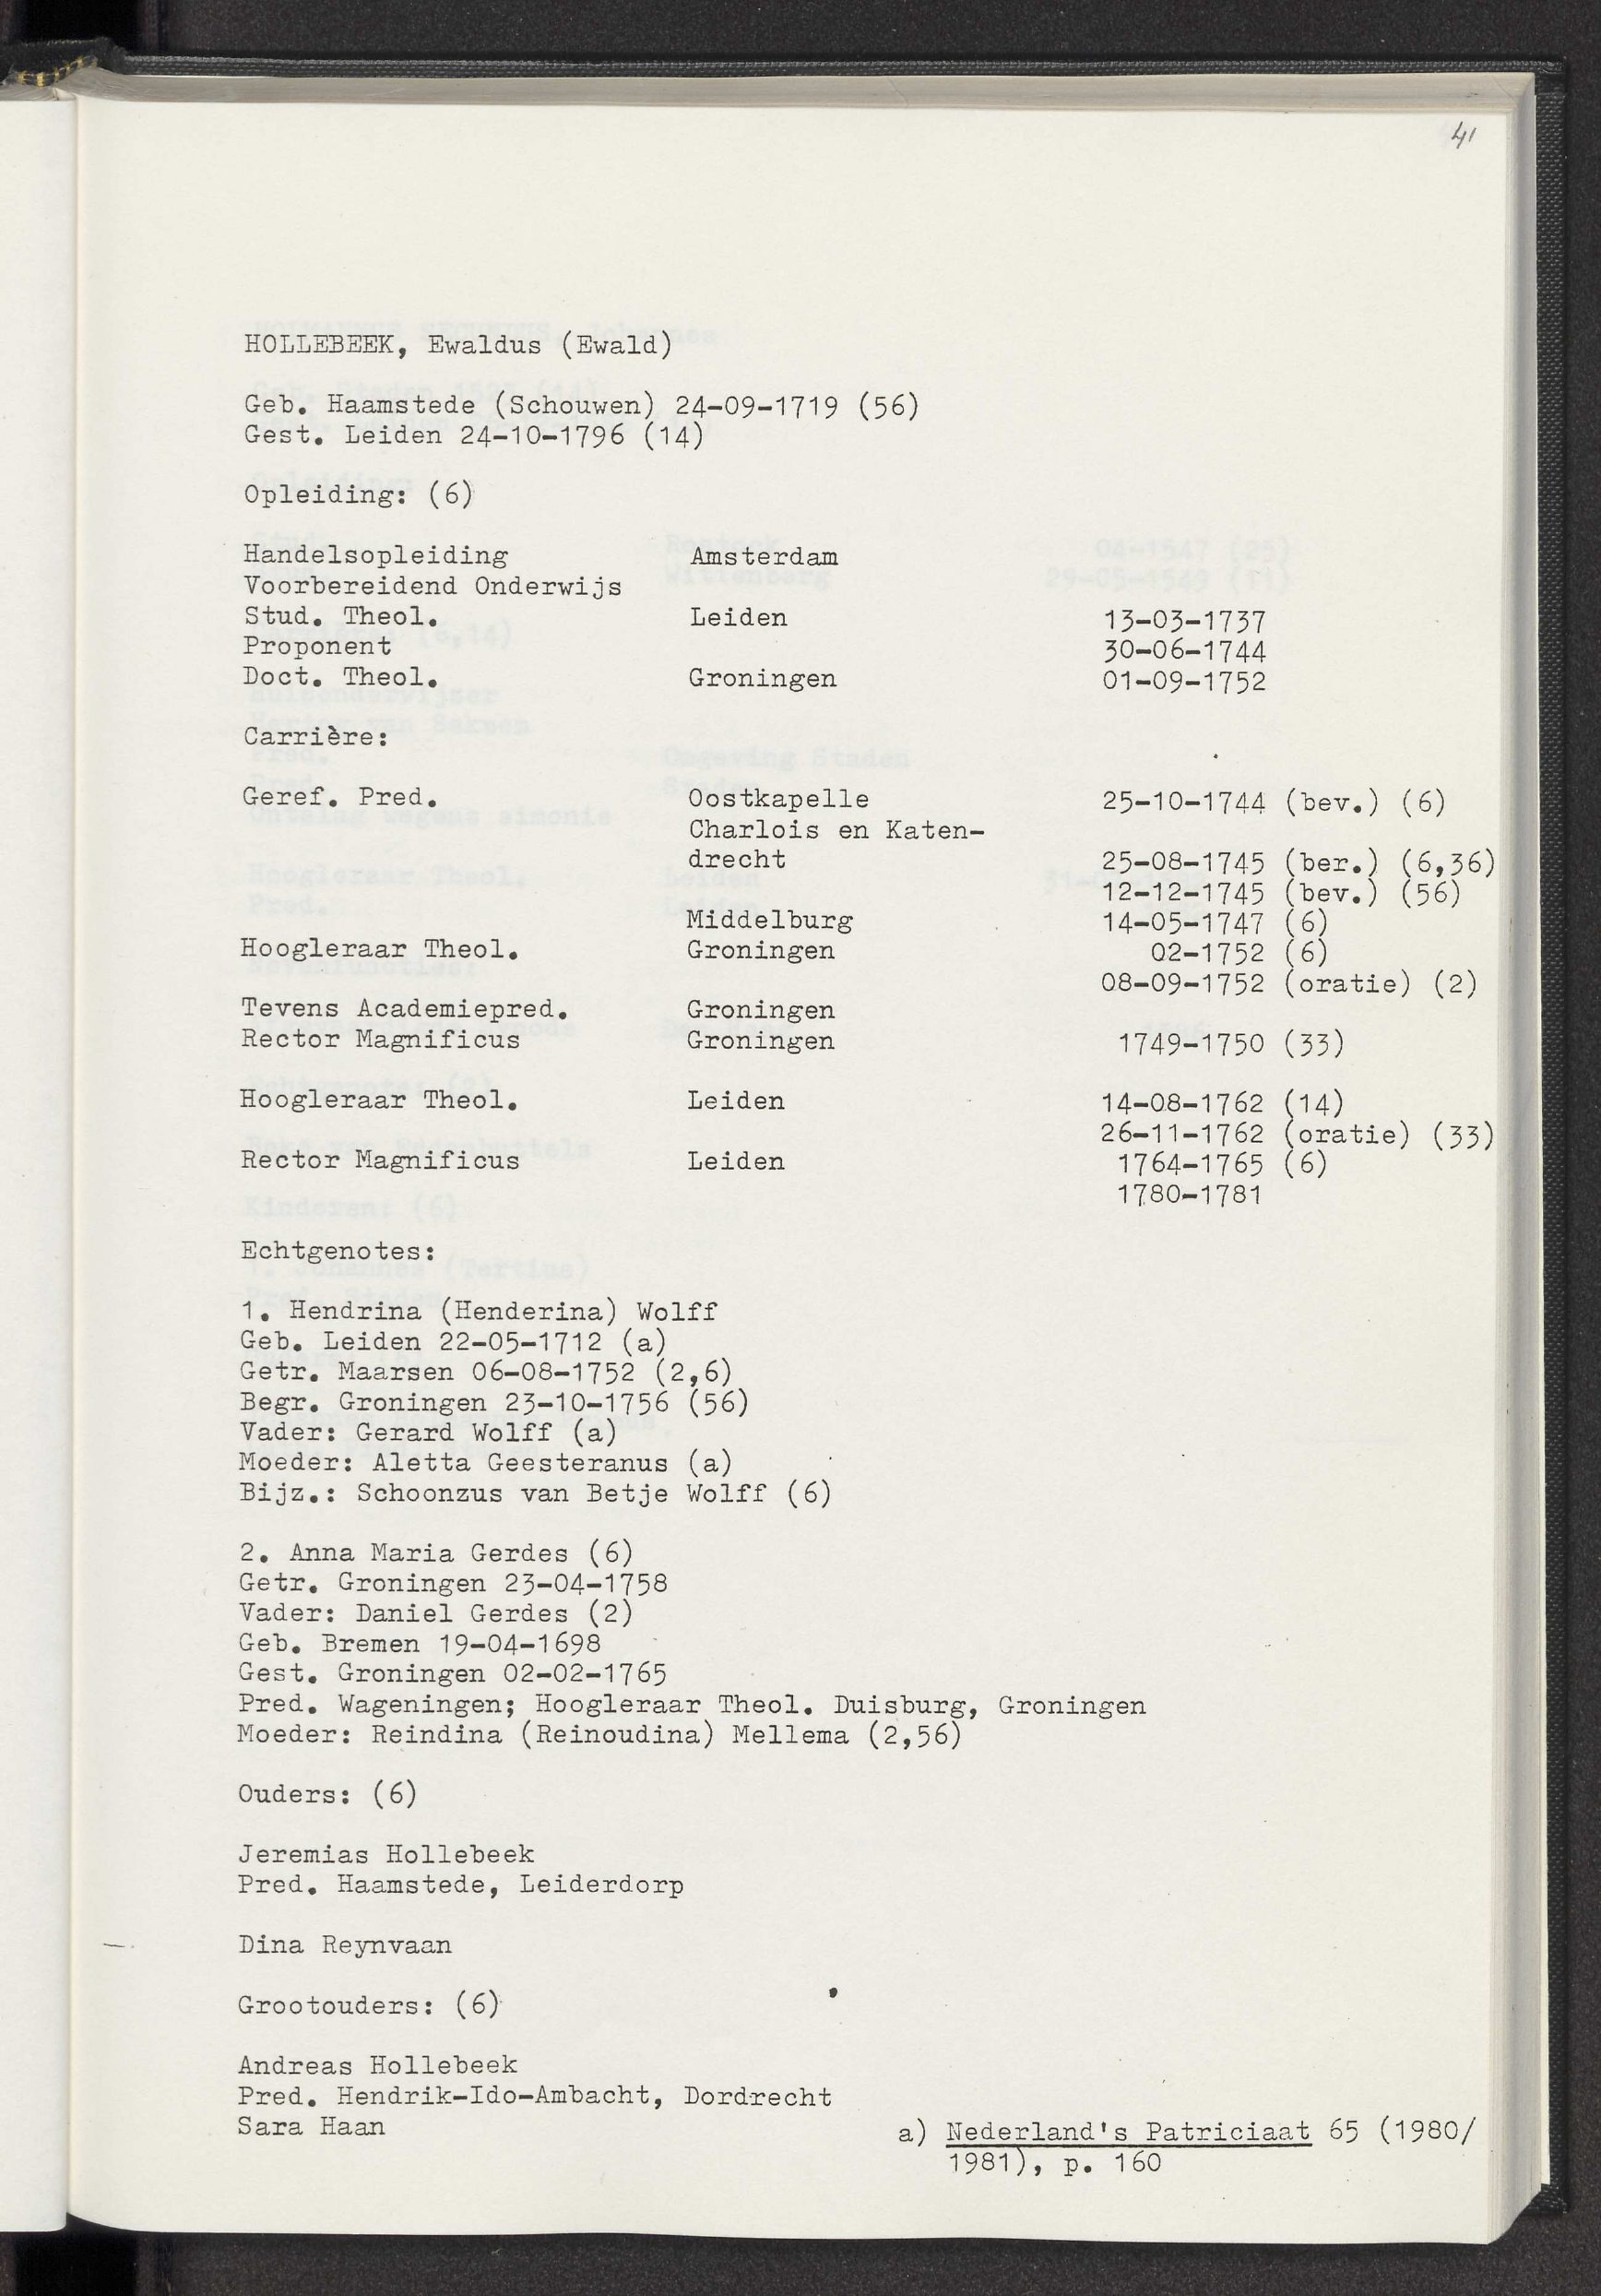 41
HOLLEBEEK, Ewaldus (Ewald)
Geb. Haamstede (Schouwen) 24-09-1719 (56)
Gest. Leiden 24-10-1796 (14)
Opleiding: (6)
Handelsopleiding Amsterdam
Voorbereidend Onderwijs
Stud. Theol. Leiden 13-03-1737
Proponent 30-06-1744
Doct. Theol. Groningen 01-09-1752
Carrière:
Geref. Pred. Oostkapelle 25-10-1744 (bev.) (6)
Charlois en Katen-
drecht 25-08-1745 (ber.) (6,36)
12-12-1745 (bev.) (56)
Middelburg 14-05-1747 (6)
Hoogleraar Theol. Groningen 02-1752 (6)
08-09-1752 (oratie) (2)
Tevens Academiepred. Groningen
Rector Magnificus Groningen 1749-1750 (33)
Hoogleraar Theol. Leiden 14-08-1762 (14)
26-11-1762 (oratie) (33)
Rector Magnificus Leiden 1764-1765 (6)
1780-1781
Echtgenotes:
1. Hendrina (Henderina) Wolff
Geb. Leiden 22-05-1712 (a)
Getr. Maarsen 06-08-1752 (2,6)
Begr. Groningen 23-10-1756 (56)
Vader: Gerard Wolff (a)
Moeder: Aletta Geesteranus (a)
Bijz.: Schoonzus van Betje Wolff (6)
2. Anna Maria Gerdes (6)
Getr. Groningen 23-04-1758
Vader: Daniel Gerdes (2)
Geb. Bremen 19-04-1698
Gest. Groningen 02-02-1765
Pred. Wageningen; Hoogleraar Theol. Duisburg, Groningen
Moeder: Reindina (Reinoudina) Mellema (2,56)
Ouders: (6)
Jeremias Hollebeek
Pred. Haamstede, Leiderdorp
Dina Reynvaan
Grootouders: (6)
Andreas Hollebeek
Pred. Hendrik-Ido-Ambacht, Dordrecht
Sara Haan
a) Nederland's Patriciaat 65 (1980/
1981), p. 160